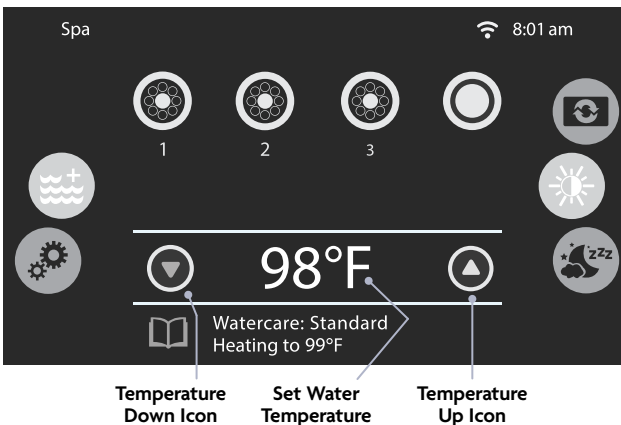 Spa
8:01 am
1 2 3
zzz
98°F
Watercare: Standard
Heating to 99°F
Temperature Down Icon
Set Water Temperature
Temperature Up Icon